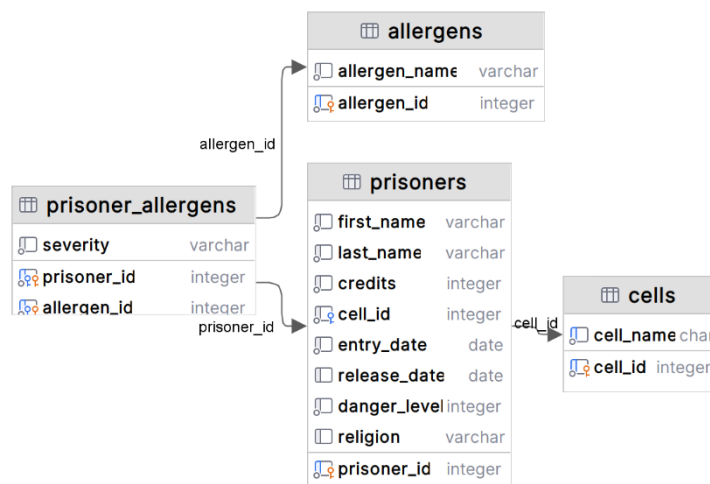 allergens
allergen_name varchar
allergen_id integer
allergen_id
prisoner_allergens
severity varchar
prisoner_id integer
allergen_id integer
prisoner_id
prisoners
first_name varchar
last_name varchar
credits integer
cell_id integer
entry_date date
release_date date
danger_level integer
religion varchar
prisoner_id integer
cell_id
cells
cell_name char
cell_id integer